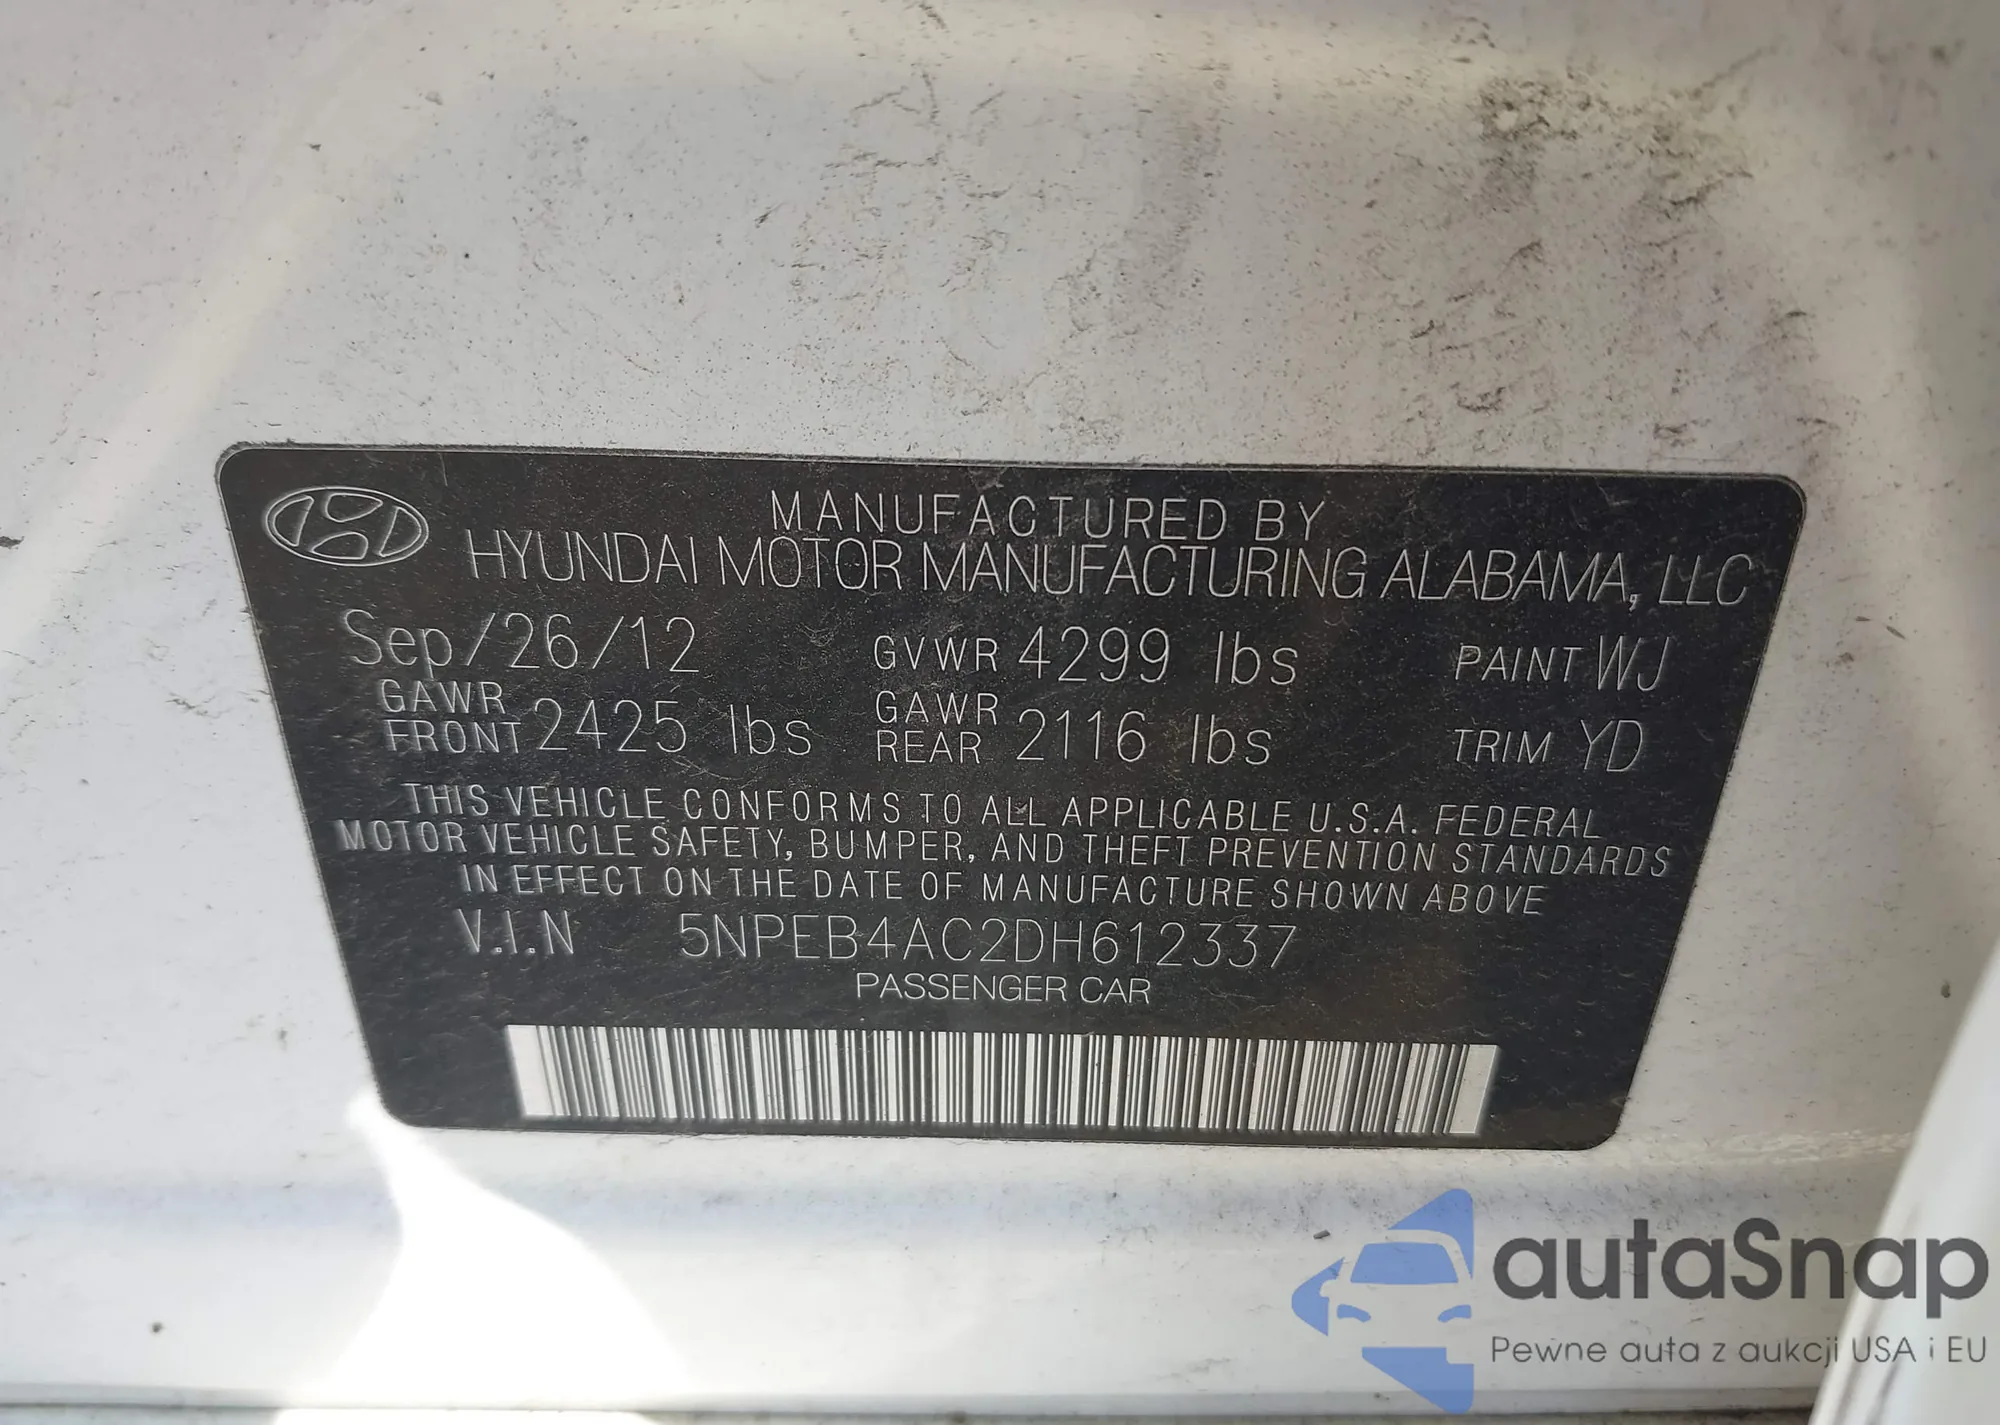 MANUFACTURED BY
HYUNDAI MOTOR MANUFACTURING ALABAMA, LLC
Sep/26/12 GVWR 4299 lbs PAINT WJ
GAWR FRONT 2425 lbs GAWR REAR 2116 lbs TRIM YD
THIS VEHICLE CONFORMS TO ALL APPLICABLE U.S.A. FEDERAL
MOTOR VEHICLE SAFETY, BUMPER, AND THEFT PREVENTION STANDARDS
IN EFFECT ON THE DATE OF MANUFACTURE SHOWN ABOVE
V.I.N 5NPEB4AC2DH612337
PASSENGER CAR
autaSnap
Pewne auta z aukcji USA i EU